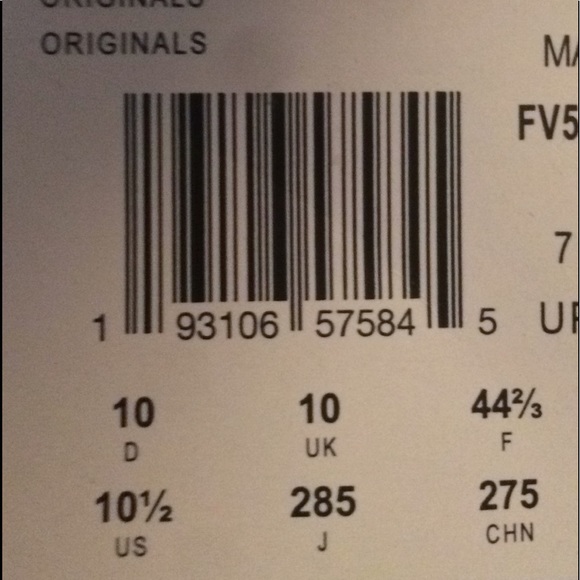 ORIGINALS
ORIGINALS
MA
FV5
7
1 93106 57584 5 UP
10 10 44⅔
D UK F
10½ 285 275
US J CHN